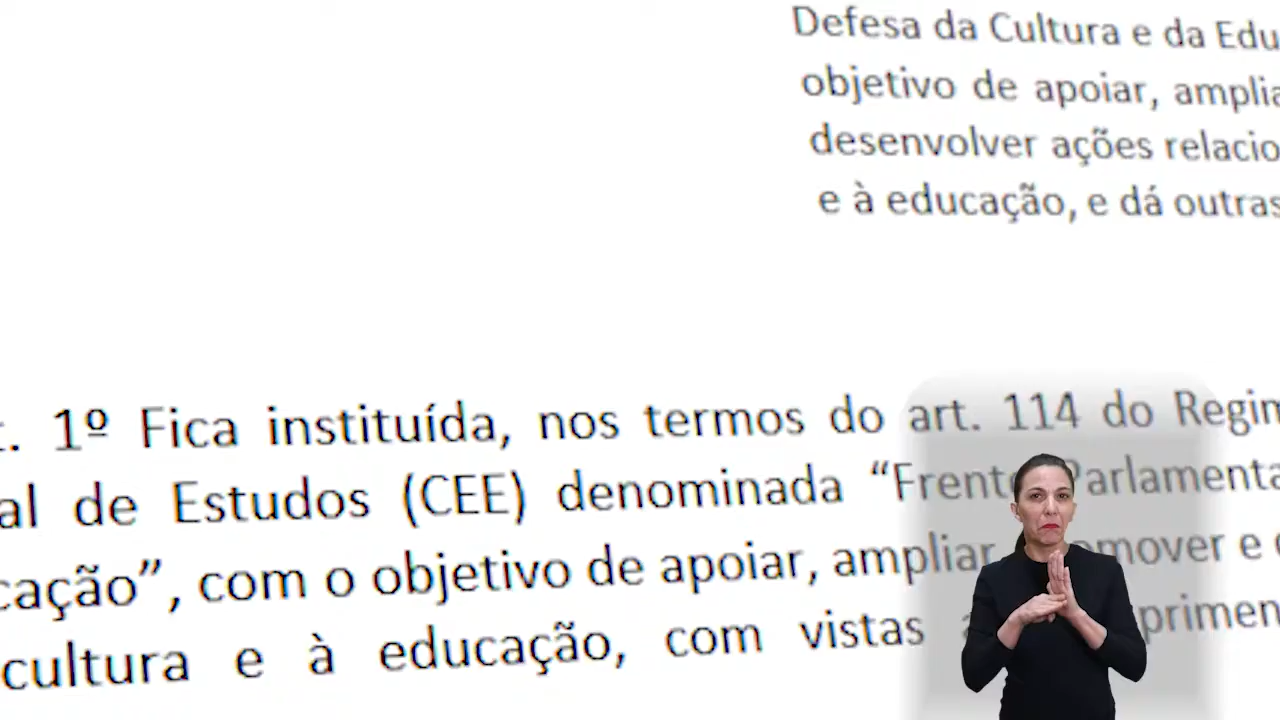 Defesa da Cultura e da Edu
objetivo de apoiar, amplia
desenvolver ações relacio
e à educação, e dá outras
t. 1º Fica instituída, nos termos do art. 114 do Regim
al de Estudos (CEE) denominada “Frente Parlamenta
cação”, com o objetivo de apoiar, ampliar, promover e
cultura e à educação, com vistas